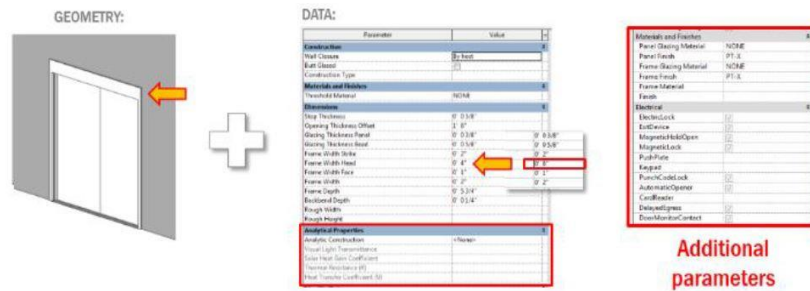 GEOMETRY:
DATA:
Parameter Value
Construction
Wall Closure By host
Butt Glazed
Construction Type
Materials and Finishes
Threshold Material NONE
Dimensions
Stop Thickness 0' 0 5/8"
Opening Thickness Offset 1' 0"
Glazing Thickness Panel 0' 0 3/8" 0' 0 3/8"
Glazing Thickness Bead 0' 0 5/8" 0' 0 5/8"
Frame Width Strike 0' 2" 0' 2"
Frame Width Head 0' 4"
Frame Width Face 0' 1" 0' 1"
Frame Width 0' 2" 0' 2"
Frame Depth 0' 5 3/4"
Backbend Depth 0' 0 1/4"
Rough Width
Rough Height
Analytical Properties
Analytic Construction <None>
Visual Light Transmittance
Solar Heat Gain Coefficient
Thermal Resistance (R)
Heat Transfer Coefficient (U)
Materials and Finishes
Panel Glazing Material NONE
Panel Finish PT-X
Frame Glazing Material NONE
Frame Finish PT-X
Frame Material
Finish
Electrical
ElectricLock
ExitDevice
MagneticHoldOpen
MagneticLock
PushPlate
Keypad
PunchCodeLock
AutomaticOpener
CardReader
DelayedEgress
DoorMonitorContact
Additional
parameters